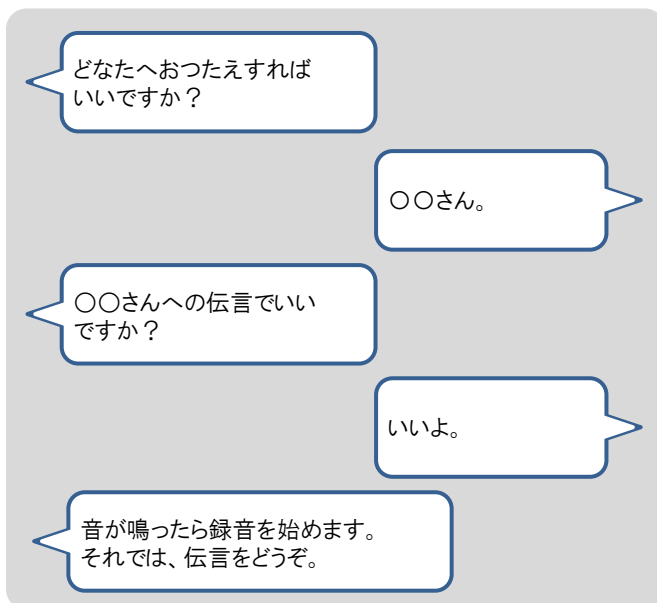 どなたへおつたえすれば
いいですか？
〇〇さん。
〇〇さんへの伝言でいい
ですか？
いいよ。
音が鳴ったら録音を始めます。
それでは、伝言をどうぞ。